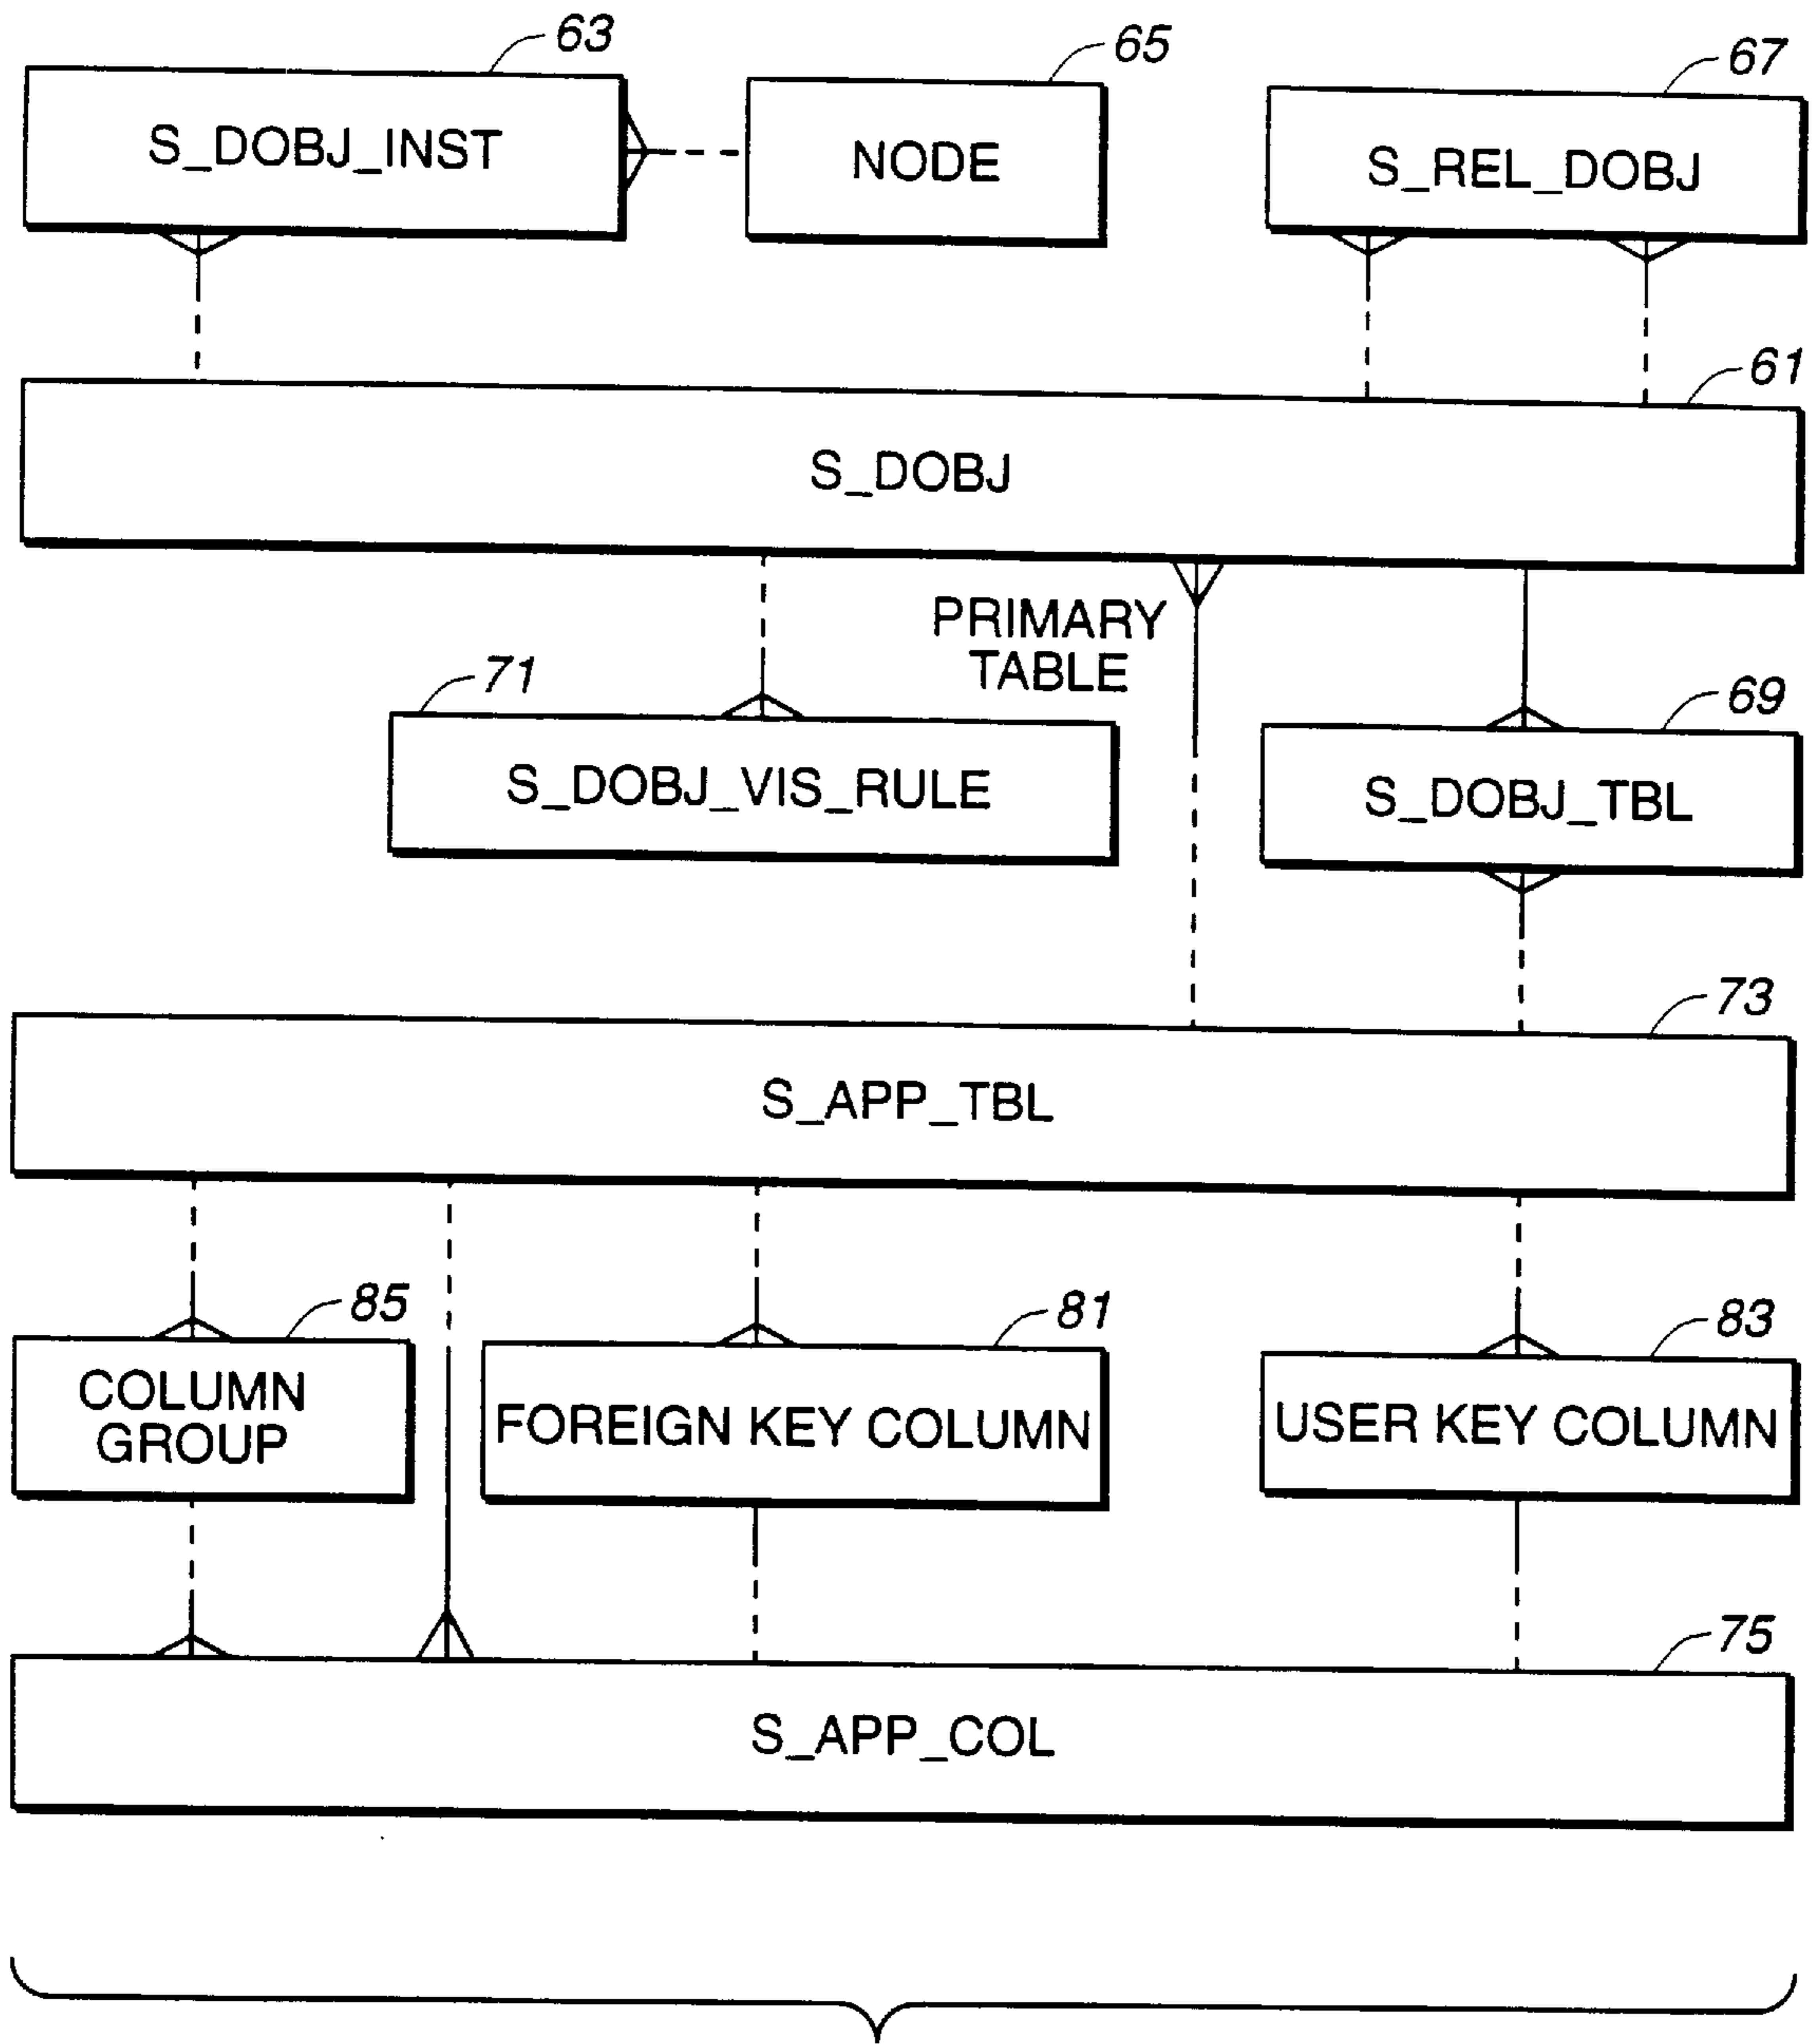 63
65
67
S_DOBJ_INST
NODE
S_REL_DOBJ
61
S_DOBJ
PRIMARY
TABLE
71
69
S_DOBJ_VIS_RULE
S_DOBJ_TBL
73
S_APP_TBL
85
81
83
COLUMN
GROUP
FOREIGN KEY COLUMN
USER KEY COLUMN
75
S_APP_COL